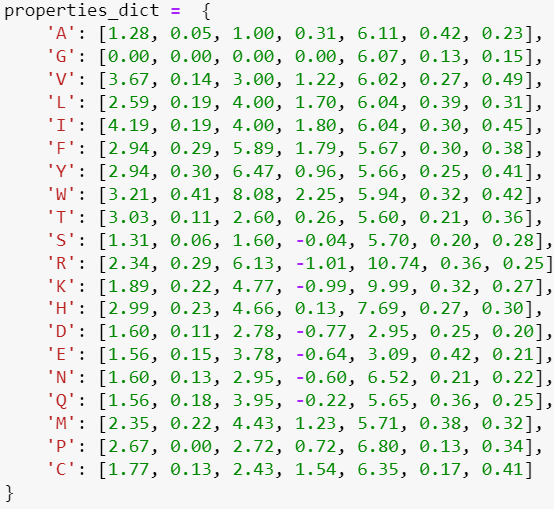 properties_dict =  {
    'A': [1.28, 0.05, 1.00, 0.31, 6.11, 0.42, 0.23],
    'G': [0.00, 0.00, 0.00, 0.00, 6.07, 0.13, 0.15],
    'V': [3.67, 0.14, 3.00, 1.22, 6.02, 0.27, 0.49],
    'L': [2.59, 0.19, 4.00, 1.70, 6.04, 0.39, 0.31],
    'I': [4.19, 0.19, 4.00, 1.80, 6.04, 0.30, 0.45],
    'F': [2.94, 0.29, 5.89, 1.79, 5.67, 0.30, 0.38],
    'Y': [2.94, 0.30, 6.47, 0.96, 5.66, 0.25, 0.41],
    'W': [3.21, 0.41, 8.08, 2.25, 5.94, 0.32, 0.42],
    'T': [3.03, 0.11, 2.60, 0.26, 5.60, 0.21, 0.36],
    'S': [1.31, 0.06, 1.60, -0.04, 5.70, 0.20, 0.28],
    'R': [2.34, 0.29, 6.13, -1.01, 10.74, 0.36, 0.25]
    'K': [1.89, 0.22, 4.77, -0.99, 9.99, 0.32, 0.27],
    'H': [2.99, 0.23, 4.66, 0.13, 7.69, 0.27, 0.30],
    'D': [1.60, 0.11, 2.78, -0.77, 2.95, 0.25, 0.20],
    'E': [1.56, 0.15, 3.78, -0.64, 3.09, 0.42, 0.21],
    'N': [1.60, 0.13, 2.95, -0.60, 6.52, 0.21, 0.22],
    'Q': [1.56, 0.18, 3.95, -0.22, 5.65, 0.36, 0.25],
    'M': [2.35, 0.22, 4.43, 1.23, 5.71, 0.38, 0.32],
    'P': [2.67, 0.00, 2.72, 0.72, 6.80, 0.13, 0.34],
    'C': [1.77, 0.13, 2.43, 1.54, 6.35, 0.17, 0.41]
}